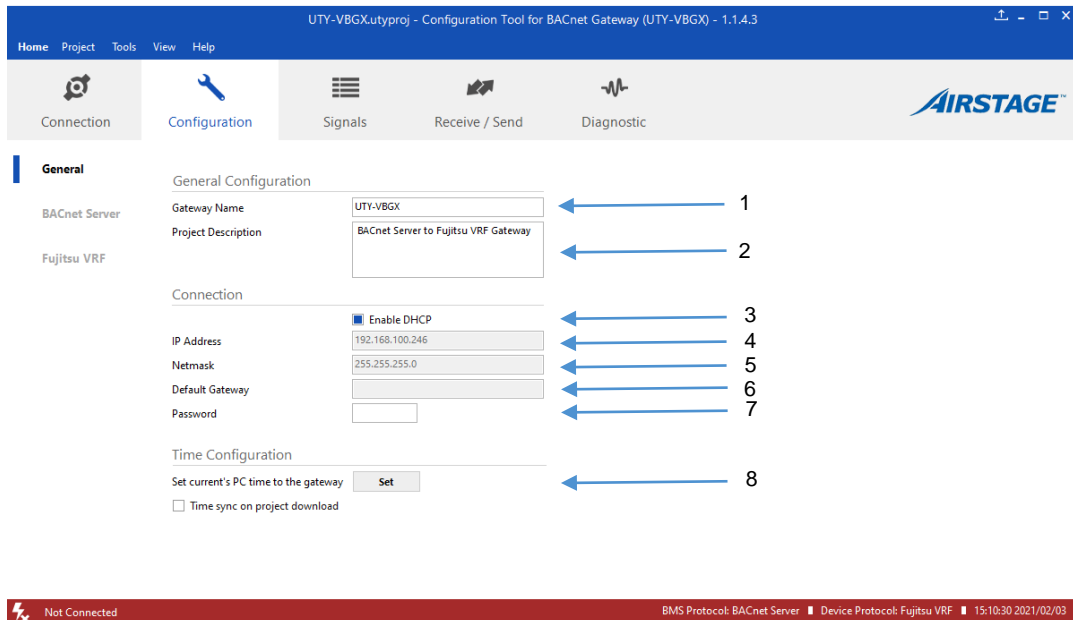 UTY-VBGX.utyproj - Configuration Tool for BACnet Gateway (UTY-VBGX) - 1.1.4.3
Home Project Tools View Help
Connection Configuration Signals Receive / Send Diagnostic
AIRSTAGE™
General
BACnet Server
Fujitsu VRF
General Configuration
Gateway Name UTY-VBGX 1
Project Description BACnet Server to Fujitsu VRF Gateway 2
Connection
Enable DHCP 3
IP Address 192.168.100.246 4
Netmask 255.255.255.0 5
Default Gateway 6
Password 7
Time Configuration
Set current's PC time to the gateway Set 8
Time sync on project download
Not Connected BMS Protocol: BACnet Server Device Protocol: Fujitsu VRF 15:10:30 2021/02/03